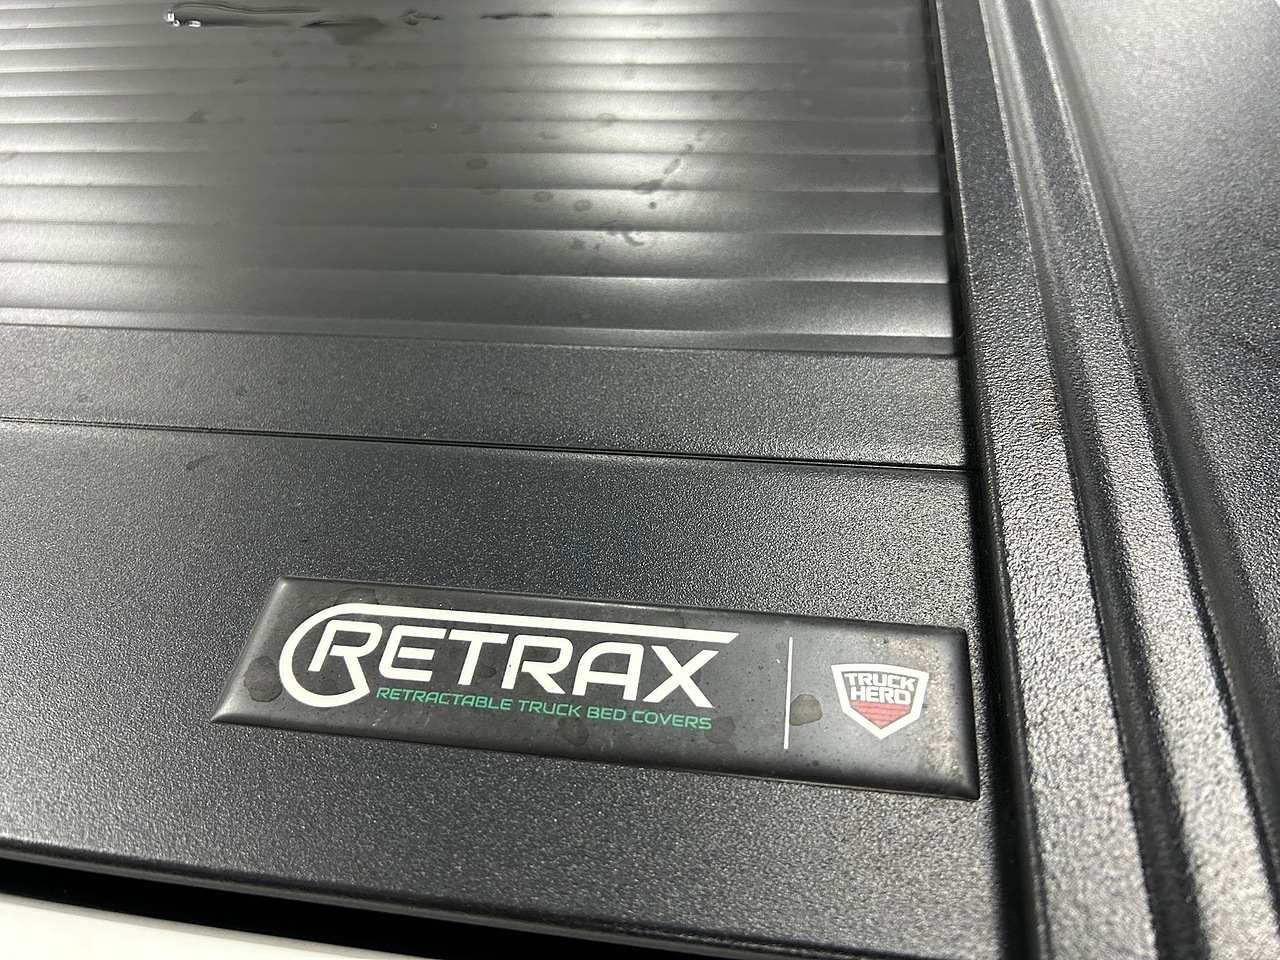 RETRAX
RETRACTABLE TRUCK BED COVERS
TRUCK
HERO